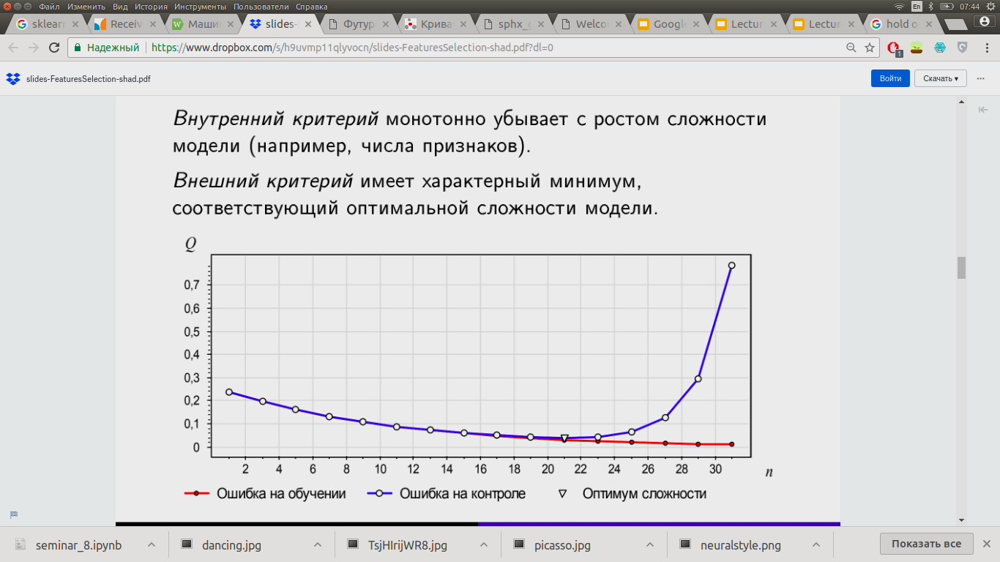 Файл Изменить Вид История Инструменты Пользователи Справка En 07:44
sklearn Receiv Машин slides- Футур Крива sphx_g Welco Googl Lectur Lectur hold o
Надежный https://www.dropbox.com/s/h9uvmp11qlyvocn/slides-FeaturesSelection-shad.pdf?dl=0 1
slides-FeaturesSelection-shad.pdf Войти Скачать
Внутренний критерий монотонно убывает с ростом сложности
модели (например, числа признаков).
Внешний критерий имеет характерный минимум,
соответствующий оптимальной сложности модели.
Q
0,7
0,6
0,5
0,4
0,3
0,2
0,1
0
2 4 6 8 10 12 14 16 18 20 22 24 26 28 30 n
Ошибка на обучении Ошибка на контроле Оптимум сложности
seminar_8.ipynb dancing.jpg TsjHIrijWR8.jpg picasso.jpg neuralstyle.png Показать все